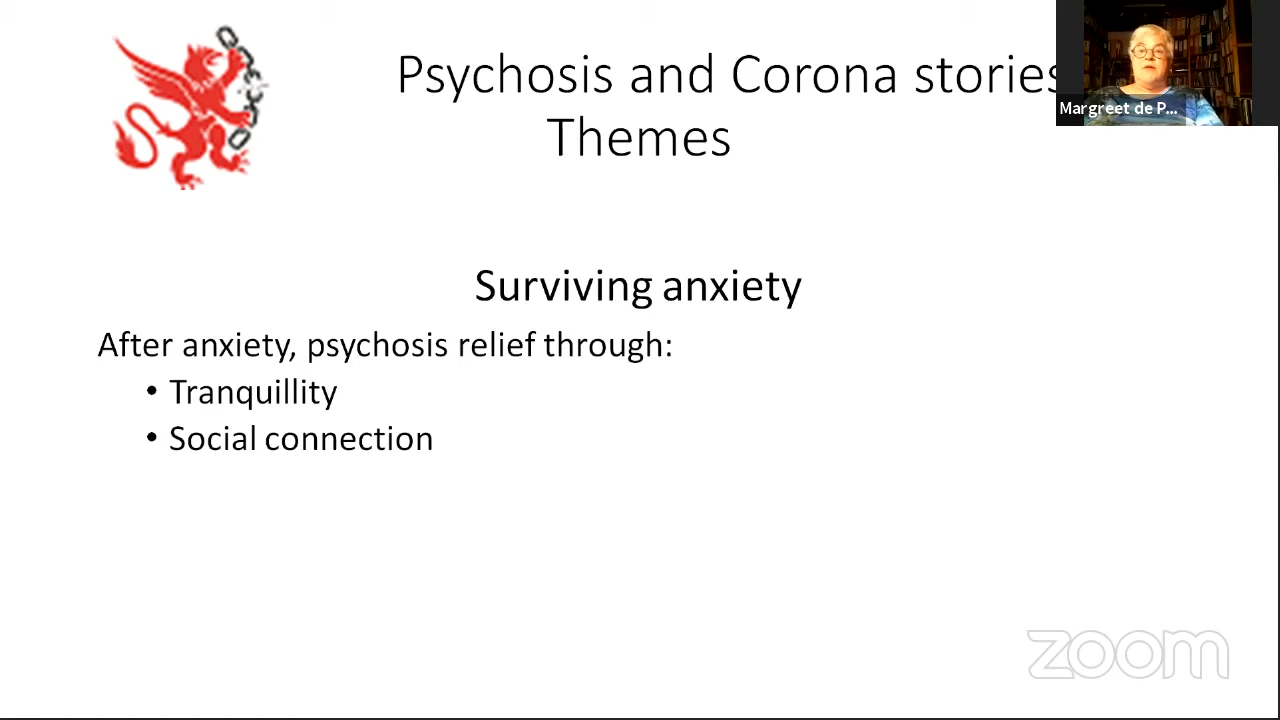 Psychosis and Corona stories
Themes
Margreet de P...
Surviving anxiety
After anxiety, psychosis relief through:
• Tranquillity
• Social connection
zoom